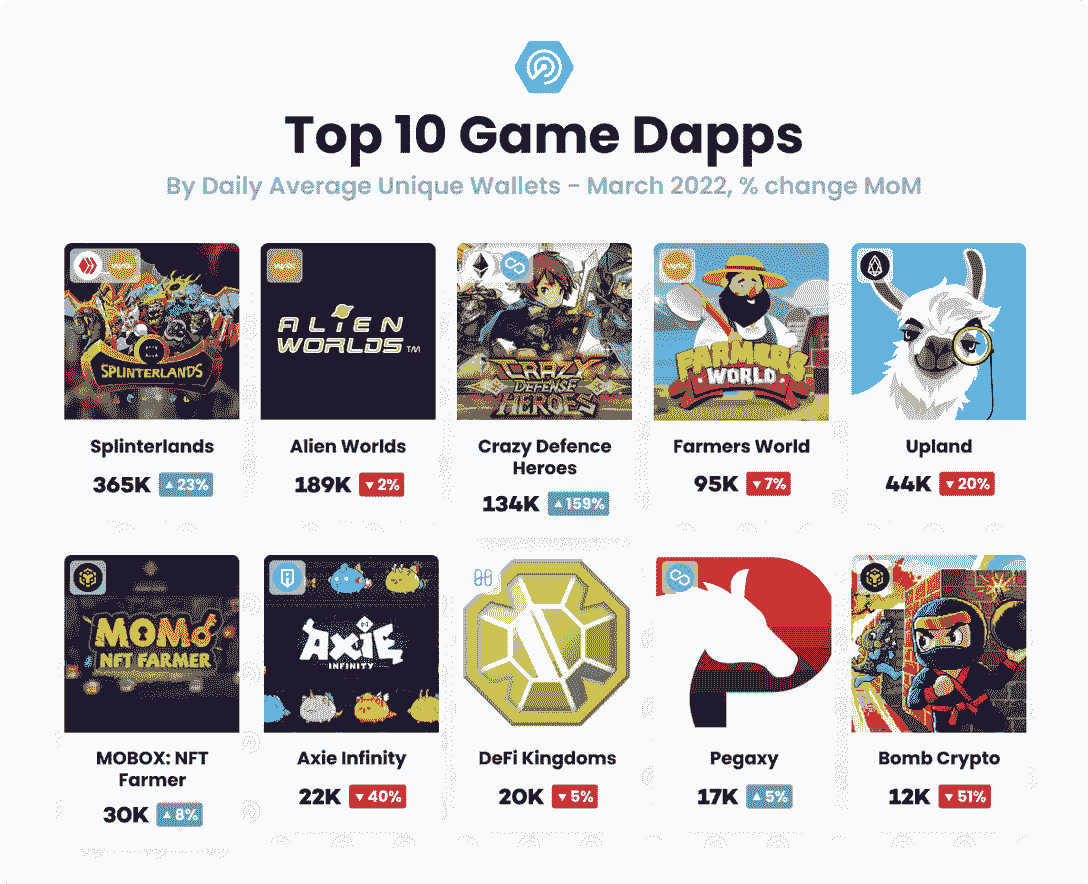 Top 10 Game Dapps
By Daily Average Unique Wallets - March 2022, % change MoM
SPLINTERLANDS
Splinterlands
365K ▲23%
ALIEN
WORLDS™
Alien Worlds
189K ▼2%
CRAZY
DEFENSE
HEROES
Crazy Defence
Heroes
134K ▲159%
FARMERS
WORLD
Farmers World
95K ▼7%
Upland
44K ▼20%
MOMO
NFT FARMER
MOBOX: NFT
Farmer
30K ▲8%
AXIE
INFINITY
Axie Infinity
22K ▼40%
DeFi Kingdoms
20K ▼5%
Pegaxy
17K ▲5%
Bomb Crypto
12K ▼51%